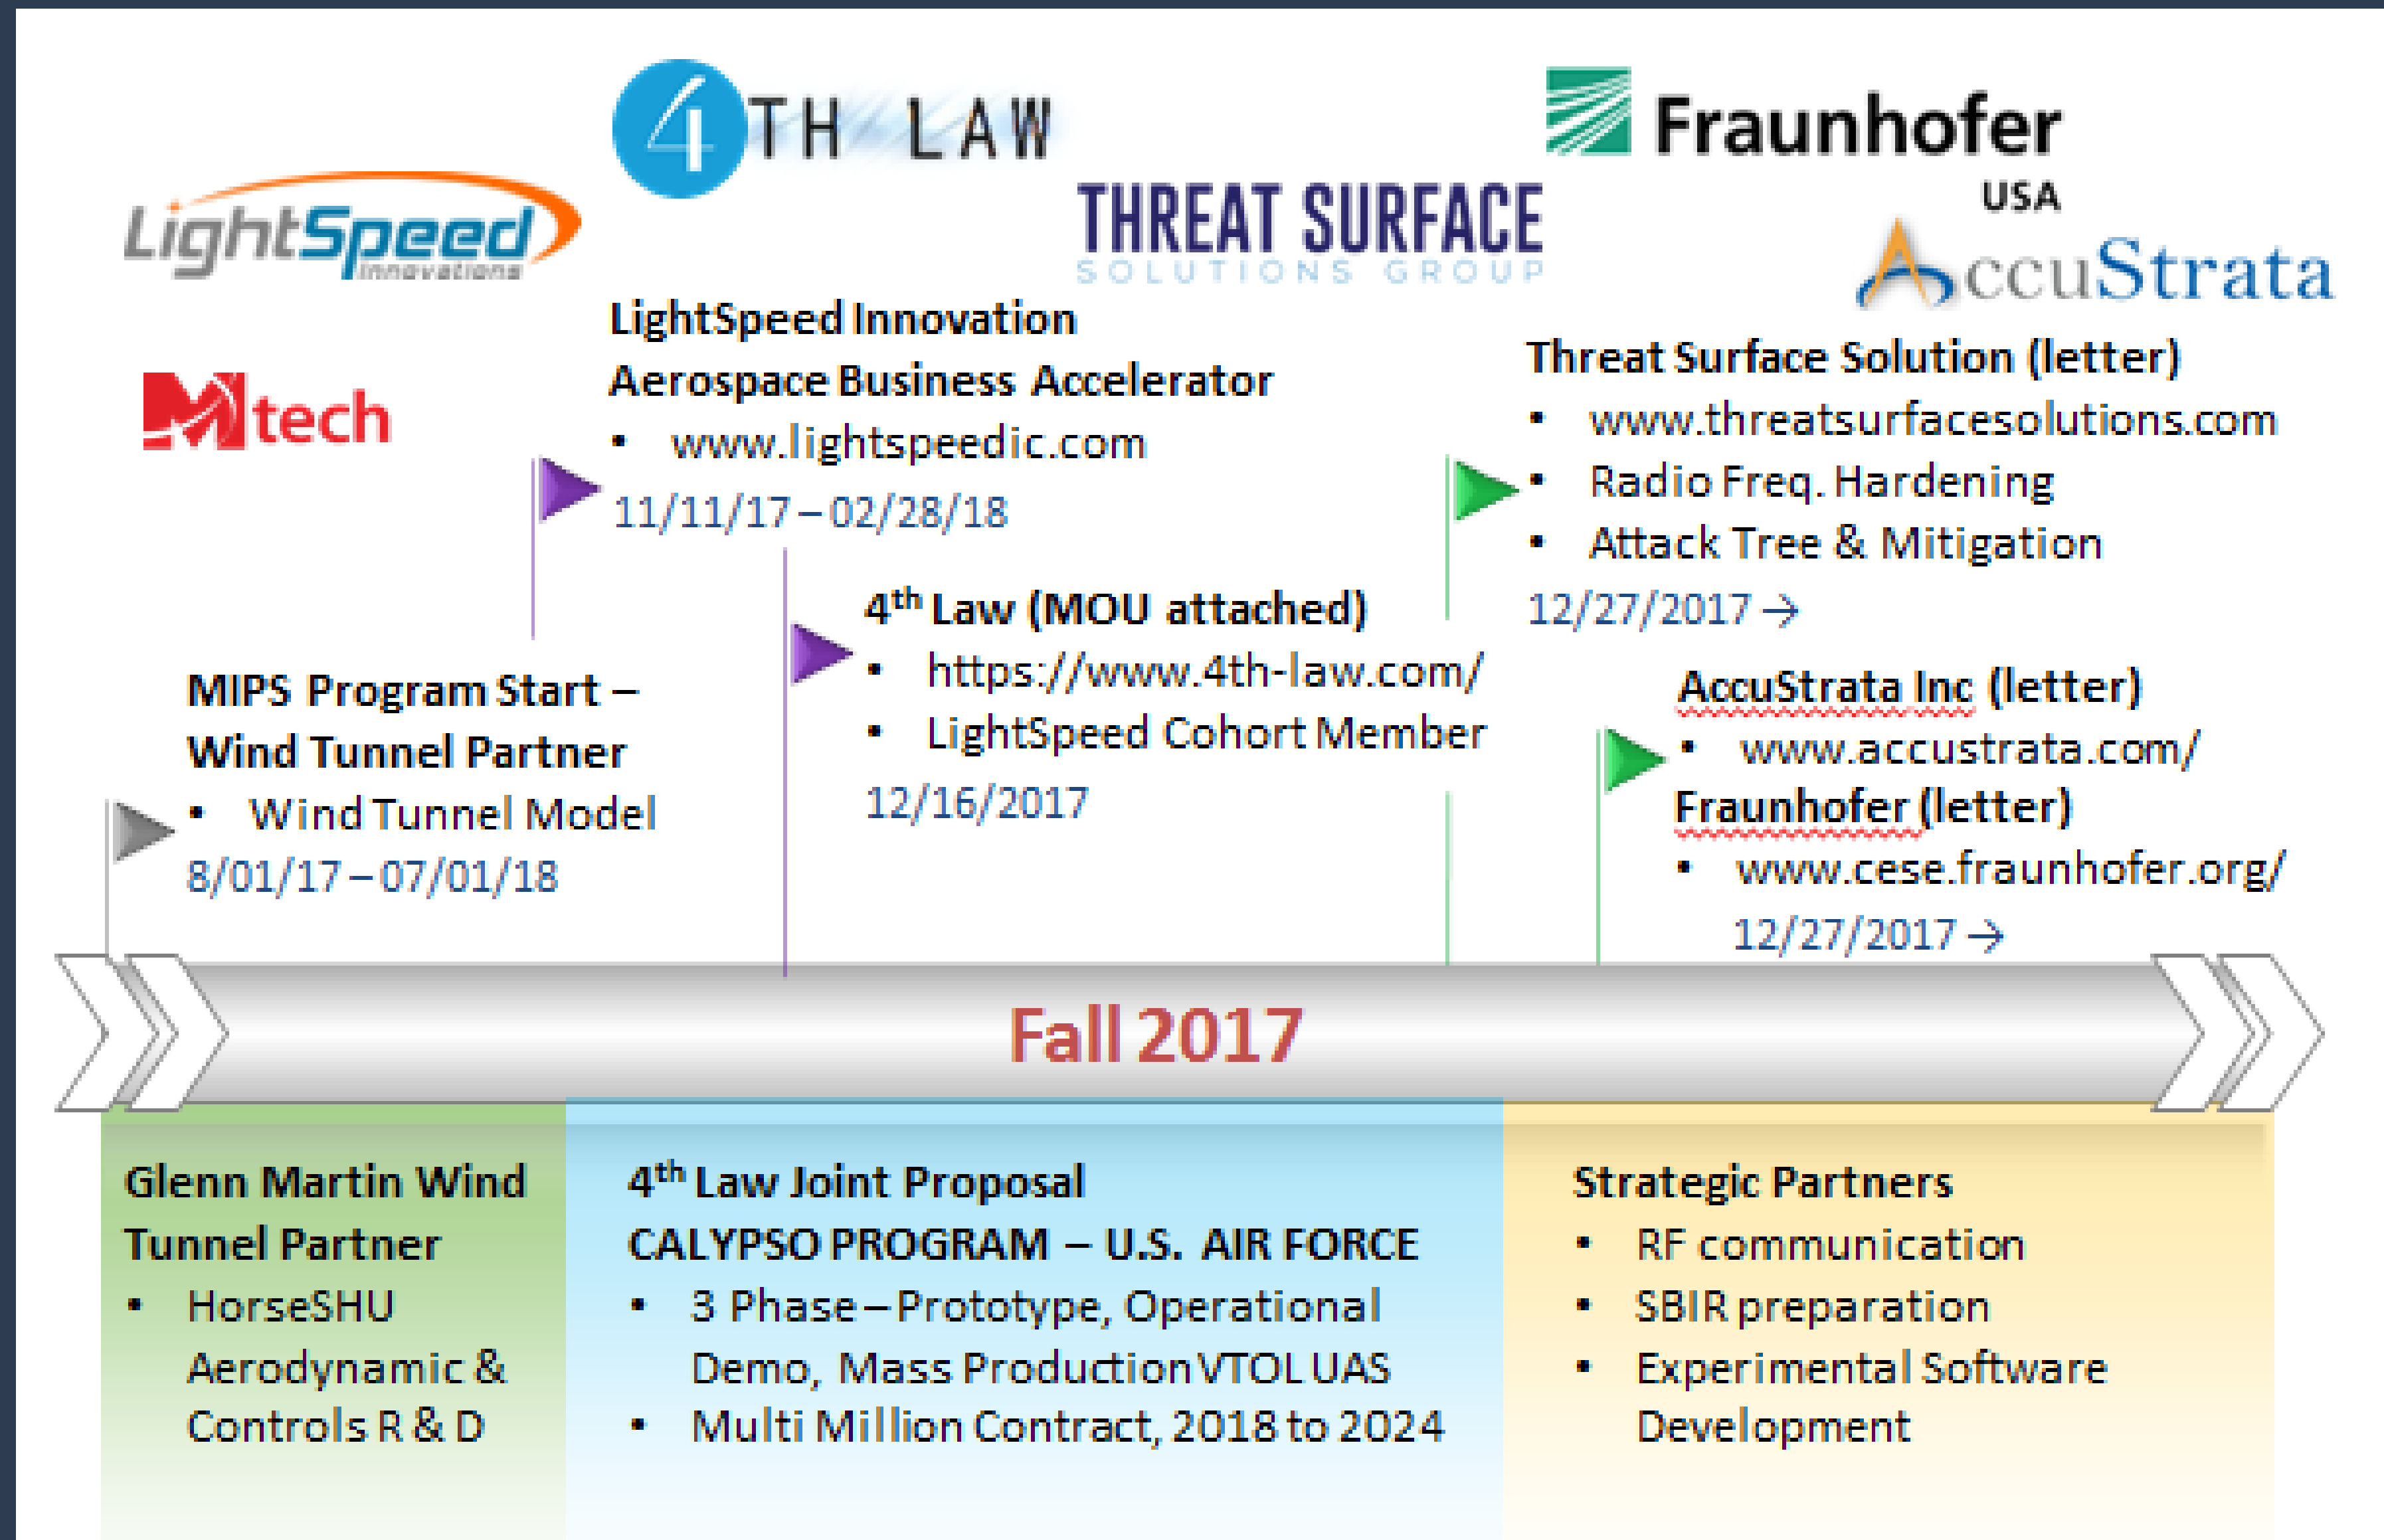 4TH LAW
Fraunhofer
USA
LightSpeed
Innovations
THREAT SURFACE
SOLUTIONS GROUP
AccuStrata
Mtech
LightSpeed Innovation
Aerospace Business Accelerator
• www.lightspeedic.com
11/11/17 – 02/28/18
Threat Surface Solution (letter)
• www.threatsurfacesolutions.com
• Radio Freq. Hardening
• Attack Tree & Mitigation
12/27/2017 →
4th Law (MOU attached)
• https://www.4th-law.com/
• LightSpeed Cohort Member
12/16/2017
MIPS Program Start –
Wind Tunnel Partner
• Wind Tunnel Model
8/01/17 – 07/01/18
AccuStrata Inc (letter)
• www.accustrata.com/
Fraunhofer (letter)
• www.cese.fraunhofer.org/
12/27/2017 →
Fall 2017
Glenn Martin Wind
Tunnel Partner
• HorseSHU
Aerodynamic &
Controls R & D
4th Law Joint Proposal
CALYPSO PROGRAM – U.S. AIR FORCE
• 3 Phase – Prototype, Operational
Demo, Mass Production VTOL UAS
• Multi Million Contract, 2018 to 2024
Strategic Partners
• RF communication
• SBIR preparation
• Experimental Software
Development